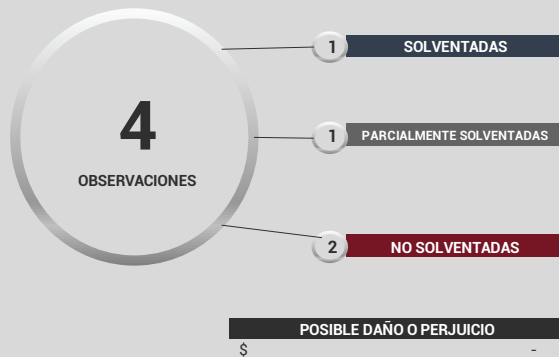 4
OBSERVACIONES
1 SOLVENTADAS
1 PARCIALMENTE SOLVENTADAS
2 NO SOLVENTADAS
POSIBLE DAÑO O PERJUICIO
$ -